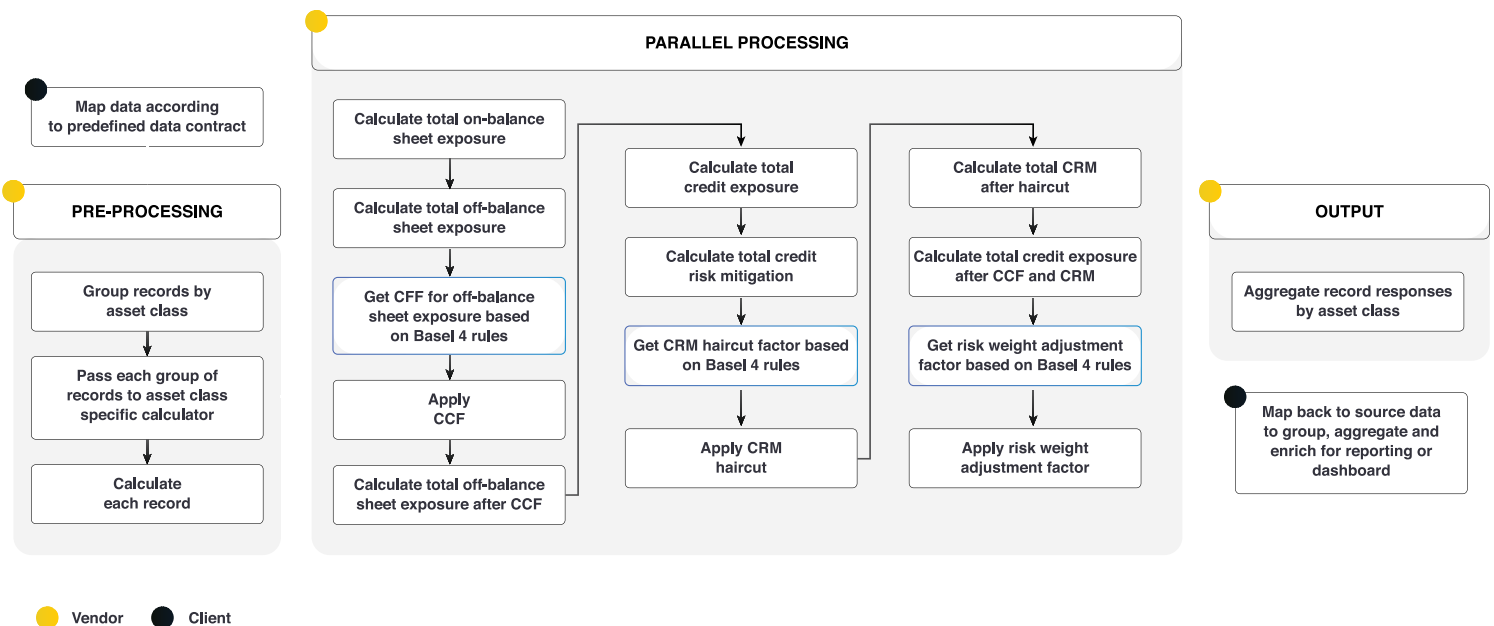 Map data according
to predefined data contract
PRE-PROCESSING
Group records by
asset class
Pass each group of
records to asset class
specific calculator
Calculate
each record
PARALLEL PROCESSING
Calculate total on-balance
sheet exposure
Calculate total off-balance
sheet exposure
Get CFF for off-balance
sheet exposure based
on Basel 4 rules
Apply
CCF
Calculate total off-balance
sheet exposure after CCF
Calculate total
credit exposure
Calculate total credit
risk mitigation
Get CRM haircut factor based
on Basel 4 rules
Apply CRM
haircut
Calculate total CRM
after haircut
Calculate total credit exposure
after CCF and CRM
Get risk weight adjustment
factor based on Basel 4 rules
Apply risk weight
adjustment factor
OUTPUT
Aggregate record responses
by asset class
Map back to source data
to group, aggregate and
enrich for reporting or
dashboard
Vendor
Client